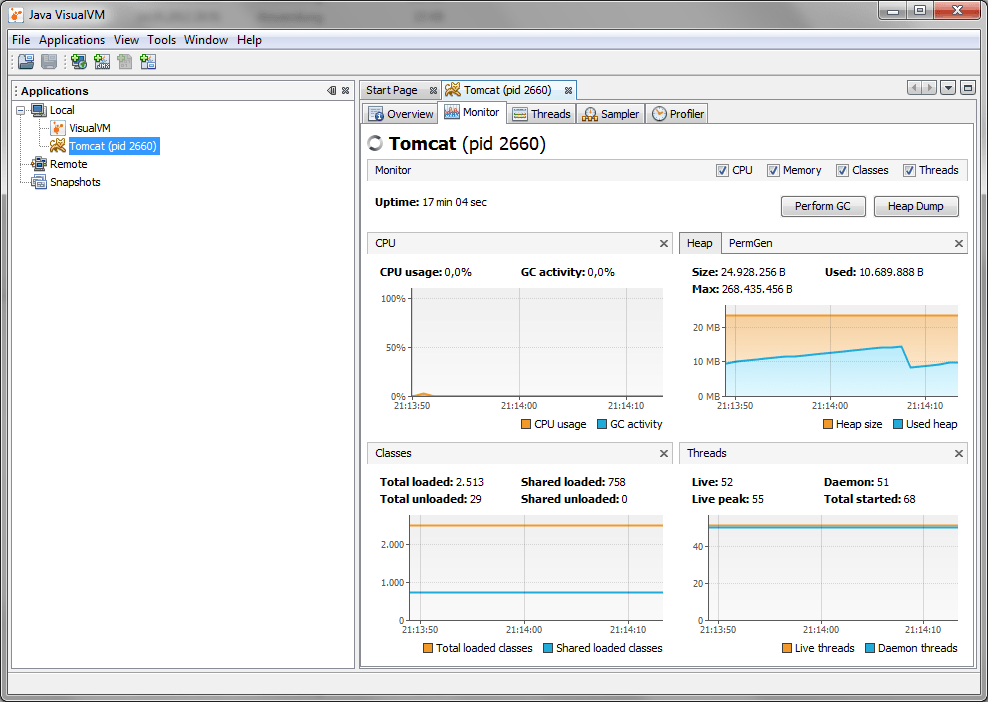 Java VisualVM
File Applications View Tools Window Help
Applications
Local
VisualVM
Tomcat (pid 2660)
Remote
Snapshots
Start Page Tomcat (pid 2660)
Overview Monitor Threads Sampler Profiler
Tomcat (pid 2660)
Monitor CPU Memory Classes Threads
Uptime: 17 min 04 sec
Perform GC Heap Dump
CPU
CPU usage: 0,0% GC activity: 0,0%
100%
50%
0%
21:13:50 21:14:00 21:14:10
CPU usage GC activity
Heap PermGen
Size: 24.928.256 B Used: 10.689.888 B
Max: 268.435.456 B
20 MB
10 MB
0 MB
21:13:50 21:14:00 21:14:10
Heap size Used heap
Classes
Total loaded: 2.513 Shared loaded: 758
Total unloaded: 29 Shared unloaded: 0
2.000
1.000
0
21:13:50 21:14:00 21:14:10
Total loaded classes Shared loaded classes
Threads
Live: 52 Daemon: 51
Live peak: 55 Total started: 68
40
20
0
21:13:50 21:14:00 21:14:10
Live threads Daemon threads